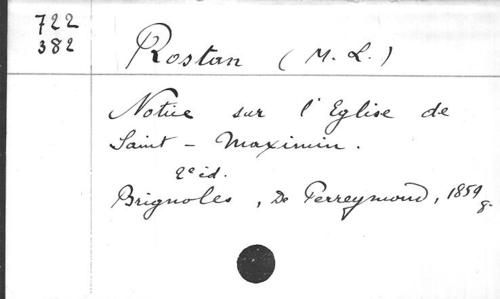 722
382
Rostan (M. L.)
Notice sur l'Eglise de
Saint-Maximin.
2e éd.
Brignoles, De Perreymond, 1859
8.